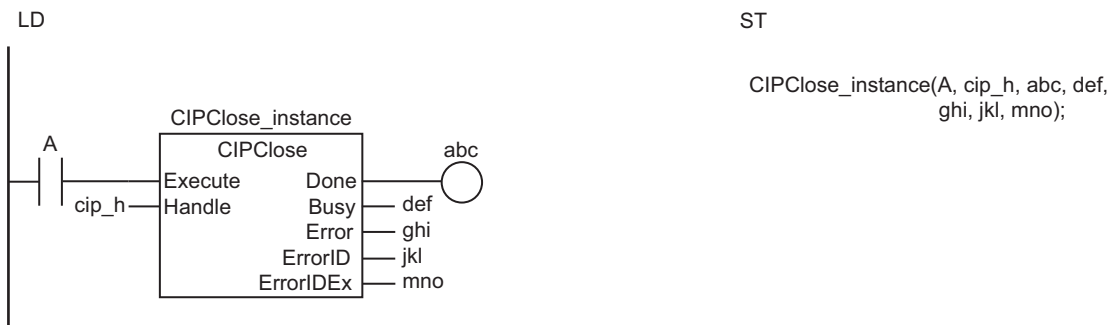 LD
ST
CIPClose_instance(A, cip_h, abc, def,
ghi, jkl, mno);
CIPClose_instance
A
CIPClose
abc
Execute
Done
cip_h
Handle
Busy
def
Error
ghi
ErrorID
jkl
ErrorIDEx
mno